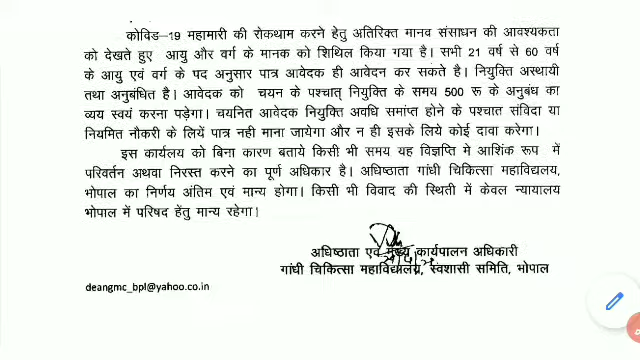 कोविड–19 महामारी की रोकथाम करने हेतु अतिरिक्त मानव संसाधन की आवश्यकता
को देखते हुए आयु और वर्ग के मानक को शिथिल किया गया है। सभी 21 वर्ष से 60 वर्ष
के आयु एवं वर्ग के पद अनुसार पात्र आवेदक ही आवेदन कर सकते है। नियुक्ति अस्थायी
तथा अनुबंधित है। आवेदक को चयन के पश्चात् नियुक्ति के समय 500 रू के अनुबंध का
व्यय स्वयं करना पड़ेगा। चयनित आवेदक नियुक्ति अवधि समाप्त होने के पश्चात संविदा या
नियमित नौकरी के लिये पात्र नही माना जायेगा और न ही इसके लिये कोई दावा करेगा।
इस कार्यलय को बिना कारण बताये किसी भी समय यह विज्ञप्ति मे आशिंक रूप में
परिवर्तन अथवा निरस्त करने का पूर्ण अधिकार है। अधिष्ठाता गांधी चिकित्सा महाविद्यालय,
भोपाल का निर्णय अंतिम एवं मान्य होगा। किसी भी विवाद की स्थिती में केवल न्यायालय
भोपाल में परिषद हेतु मान्य रहेगा।
अधिष्ठाता एवं मुख्य कार्यपालन अधिकारी
गांधी चिकित्सा महाविद्यालय, स्वशासी समिति, भोपाल
deangmc_bpl@yahoo.co.in